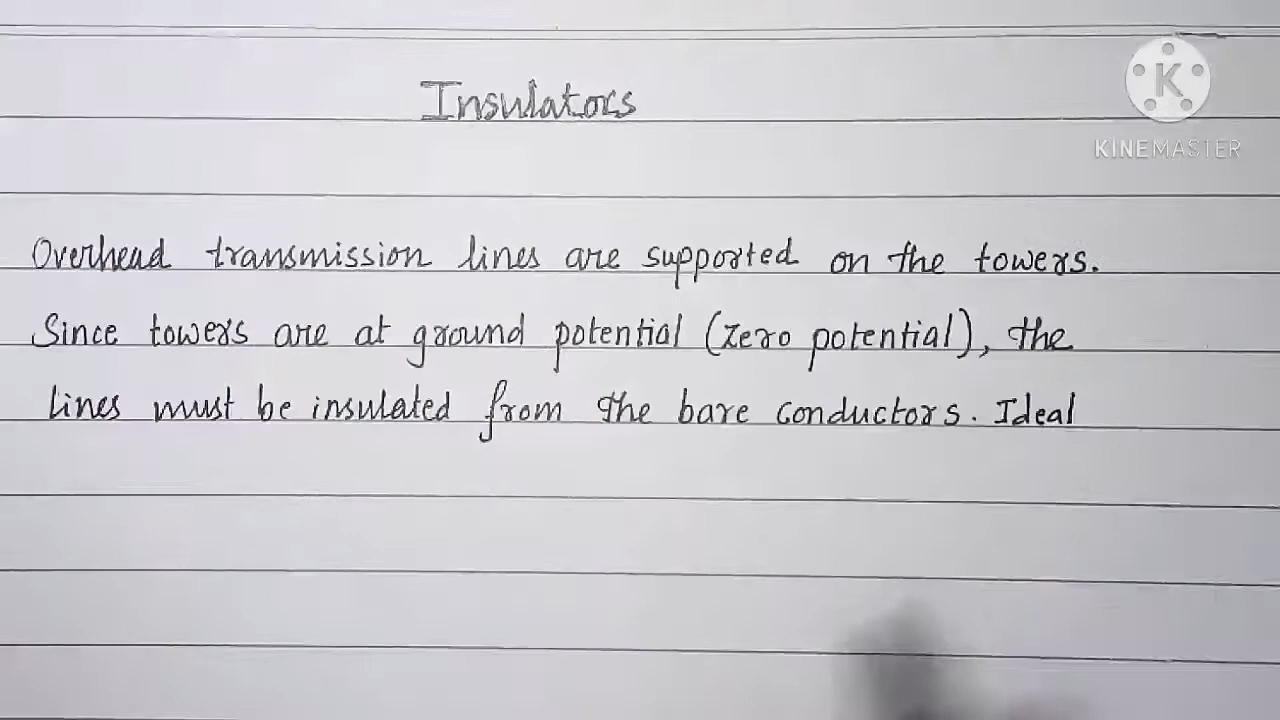 Insulators
K
KINEMASTER
Overhead transmission lines are supported on the towers.
Since towers are at ground potential (zero potential), the
lines must be insulated from the bare conductors. Ideal